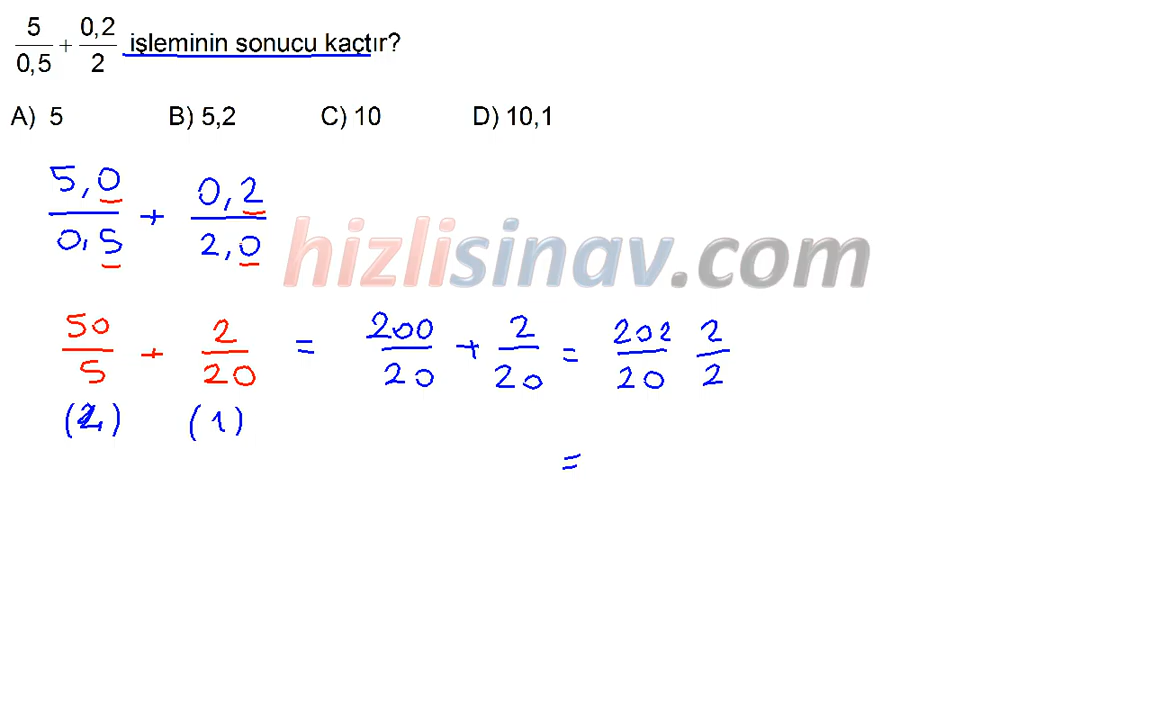 5/0,5 + 0,2/2 işleminin sonucu kaçtır?
A) 5 B) 5,2 C) 10 D) 10,1
5,0/0,5 + 0,2/2,0
hizlisinav.com
50/5 + 2/20 = 200/20 + 2/20 = 202/20 2/2
(4) (1)
=